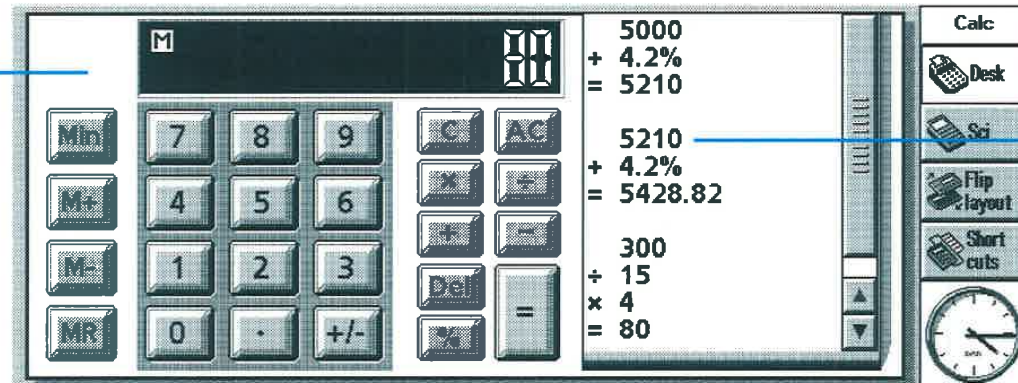 M
80
Min
M+
M-
MR
7 8 9
4 5 6
1 2 3
0 . +/-
C AC
× ÷
+ −
Del =
%
5000
+ 4.2%
= 5210
5210
+ 4.2%
= 5428.82
300
÷ 15
× 4
= 80
Calc
Desk
Sci
Flip
layout
Short
cuts